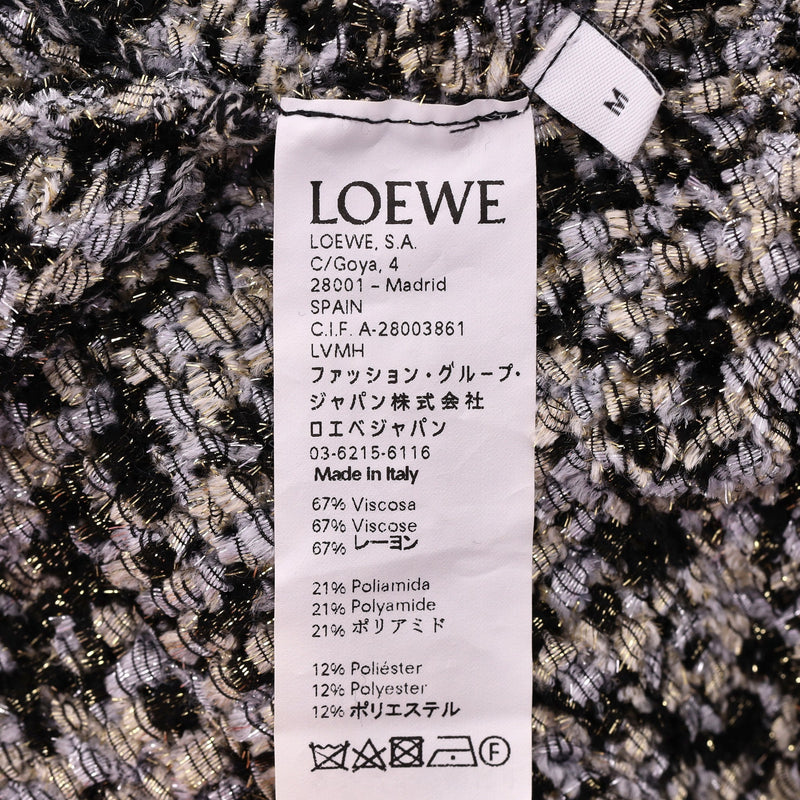 M
LOEWE
LOEWE, S.A.
C/Goya, 4
28001 – Madrid
SPAIN
C.I.F. A-28003861
LVMH
ファッション・グループ・
ジャパン株式会社
ロエベジャパン
03-6215-6116
Made in Italy
67% Viscosa
67% Viscose
67% レーヨン
21% Poliamida
21% Polyamide
21% ポリアミド
12% Poliéster
12% Polyester
12% ポリエステル
F